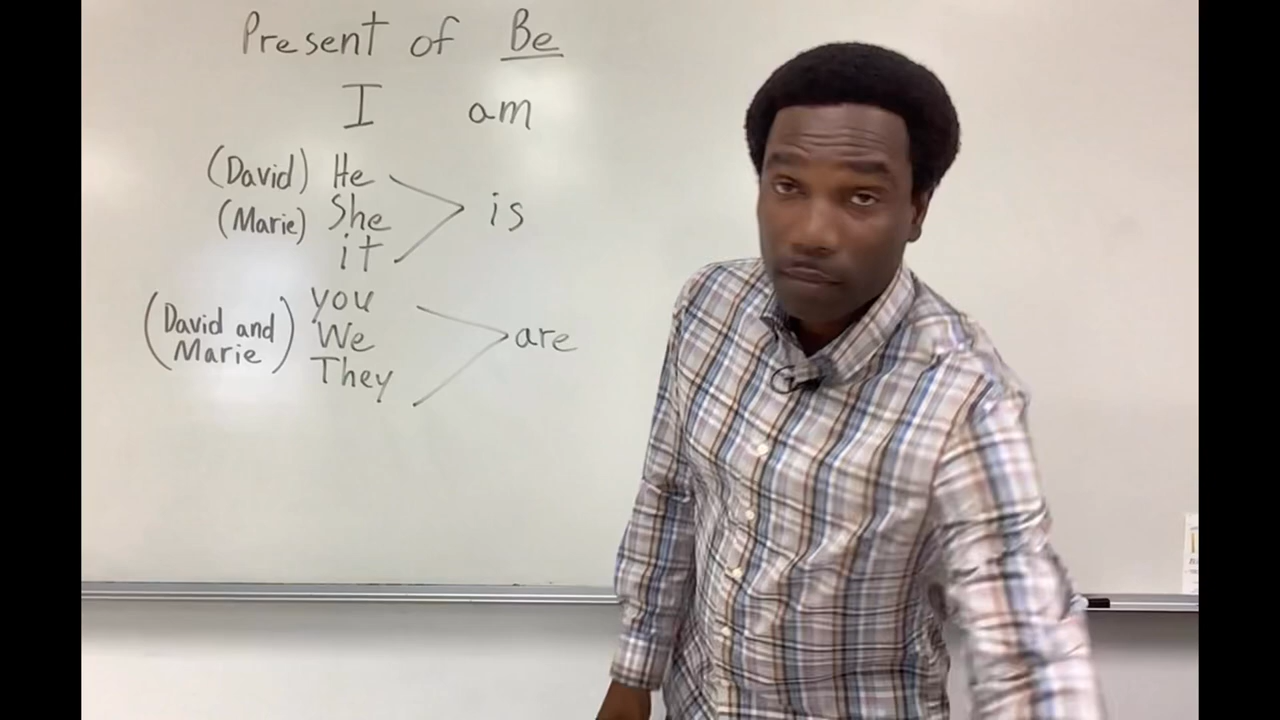 Present of Be
I am
(David) He
(Marie) She is
it
you
(David and Marie) We are
They